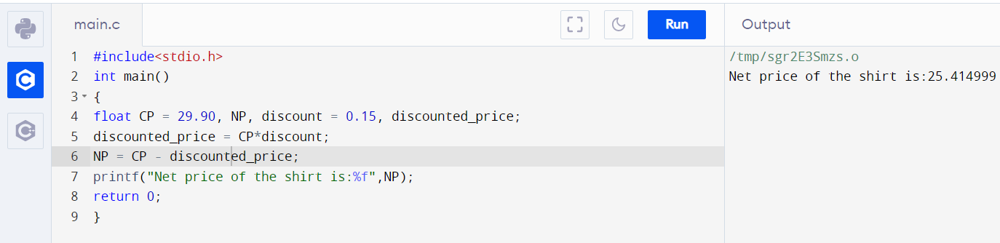 main.c
Run
Output
1 #include<stdio.h>
2 int main()
3 {
4 float CP = 29.90, NP, discount = 0.15, discounted_price;
5 discounted_price = CP*discount;
6 NP = CP - discounted_price;
7 printf("Net price of the shirt is:%f",NP);
8 return 0;
9 }
/tmp/sgr2E3Smzs.o
Net price of the shirt is:25.414999